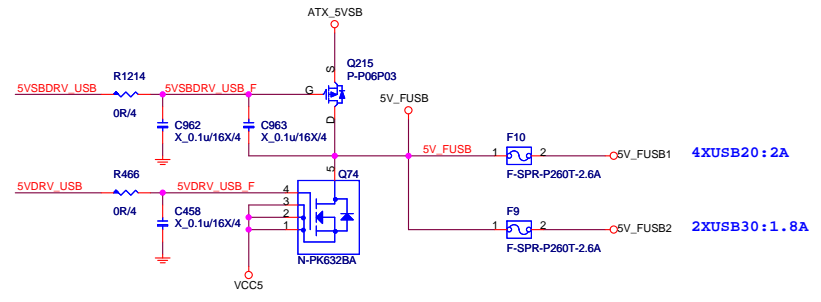 ATX_5VSB
S
Q215
P-P06P03
R1214
5VSBDRV_USB
5VSBDRV_USB_F
G
0R/4
C962
X_0.1u/16X/4
C963
X_0.1u/16X/4
D
5V_FUSB
5V_FUSB
F10
1
2
5V_FUSB1
4XUSB20:2A
F-SPR-P260T-2.6A
R466
5VDRV_USB
5VDRV_USB_F
0R/4
C458
X_0.1u/16X/4
5
Q74
4
3
2
1
N-PK632BA
VCC5
F9
1
2
5V_FUSB2
2XUSB30:1.8A
F-SPR-P260T-2.6A